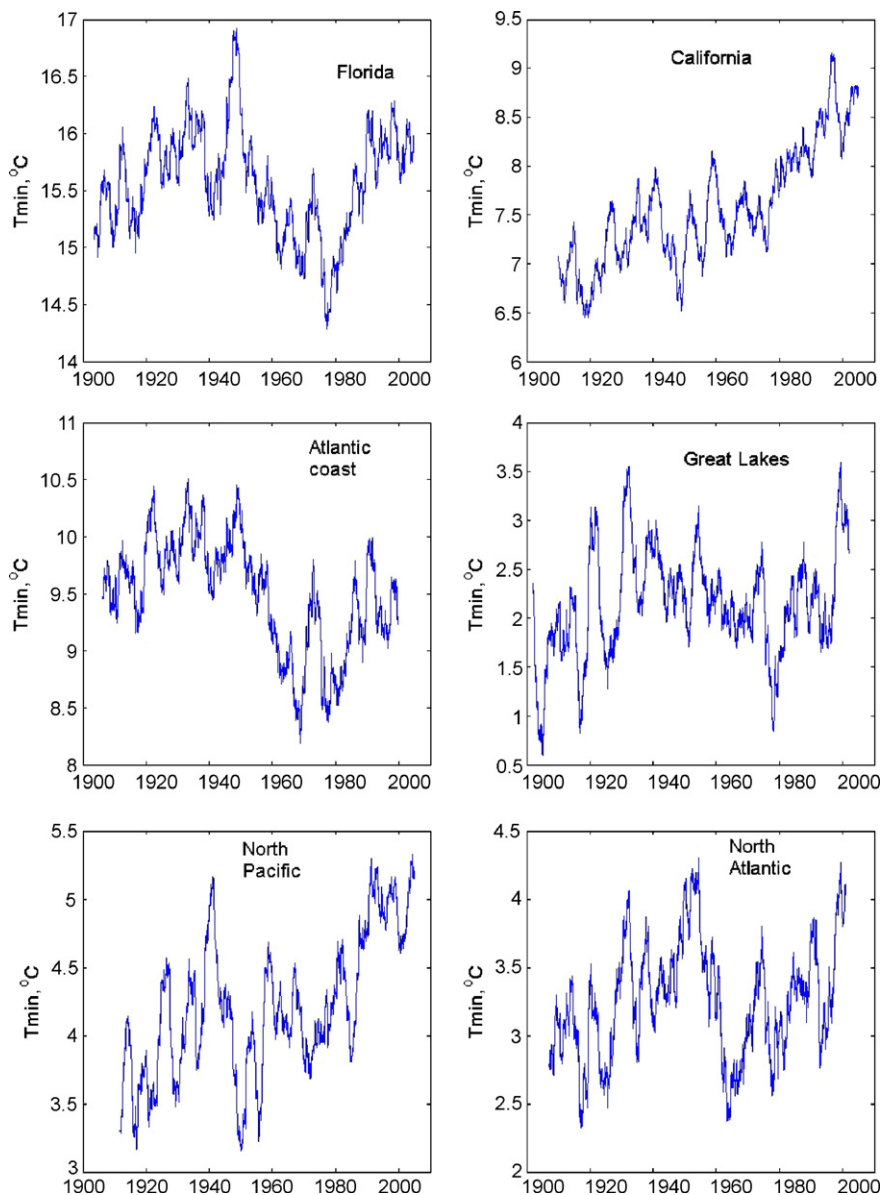 17
16.5
16
15.5
15
14.5
14
Tmin, °C
Florida
1900 1920 1940 1960 1980 2000
9.5
9
8.5
8
7.5
7
6.5
6
Tmin, °C
California
1900 1920 1940 1960 1980 2000
11
10.5
10
9.5
9
8.5
8
Tmin, °C
Atlantic
coast
1900 1920 1940 1960 1980 2000
4
3.5
3
2.5
2
1.5
1
0.5
Tmin, °C
Great Lakes
1900 1920 1940 1960 1980 2000
5.5
5
4.5
4
3.5
3
Tmin, °C
North
Pacific
1900 1920 1940 1960 1980 2000
4.5
4
3.5
3
2.5
2
Tmin, °C
North
Atlantic
1900 1920 1940 1960 1980 2000